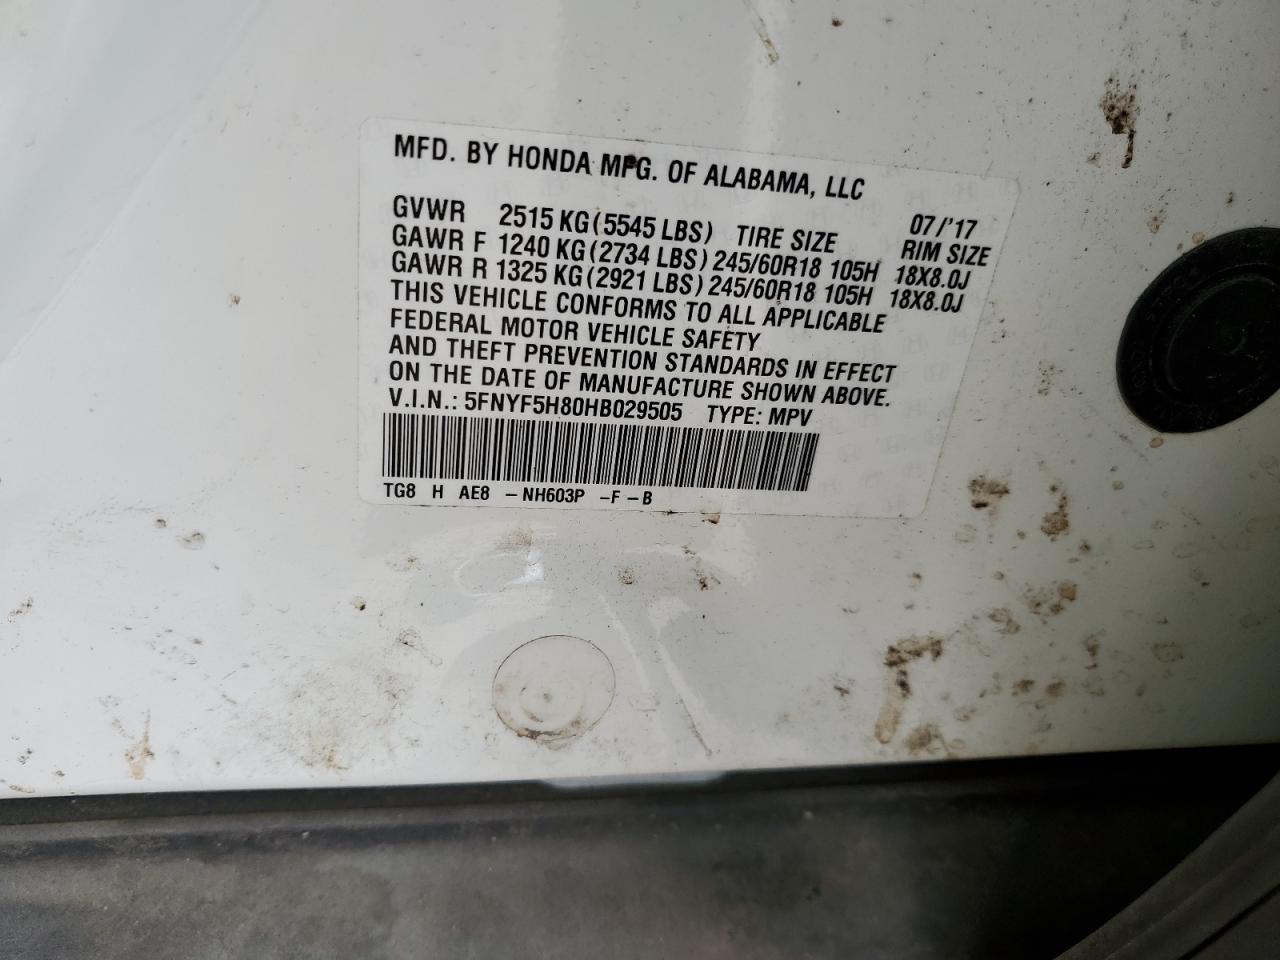 MFD. BY HONDA MFG. OF ALABAMA, LLC
07/'17
GVWR 2515 KG(5545 LBS) TIRE SIZE RIM SIZE
GAWR F 1240 KG(2734 LBS) 245/60R18 105H 18X8.0J
GAWR R 1325 KG(2921 LBS) 245/60R18 105H 18X8.0J
THIS VEHICLE CONFORMS TO ALL APPLICABLE
FEDERAL MOTOR VEHICLE SAFETY
AND THEFT PREVENTION STANDARDS IN EFFECT
ON THE DATE OF MANUFACTURE SHOWN ABOVE.
V.I.N.: 5FNYF5H80HB029505 TYPE: MPV
TG8 H AE8 -NH603P -F-B